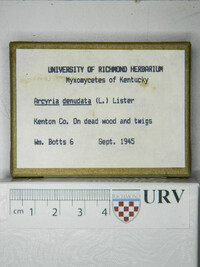 UNIVERSITY OF RICHMOND HERBARIUM
Myxomycetes of Kentucky
Arcyria denudata (L.) Lister
Kenton Co. On dead wood and twigs
Wm. Botts 6 Sept. 1945
cm 1 2 3 4
URV